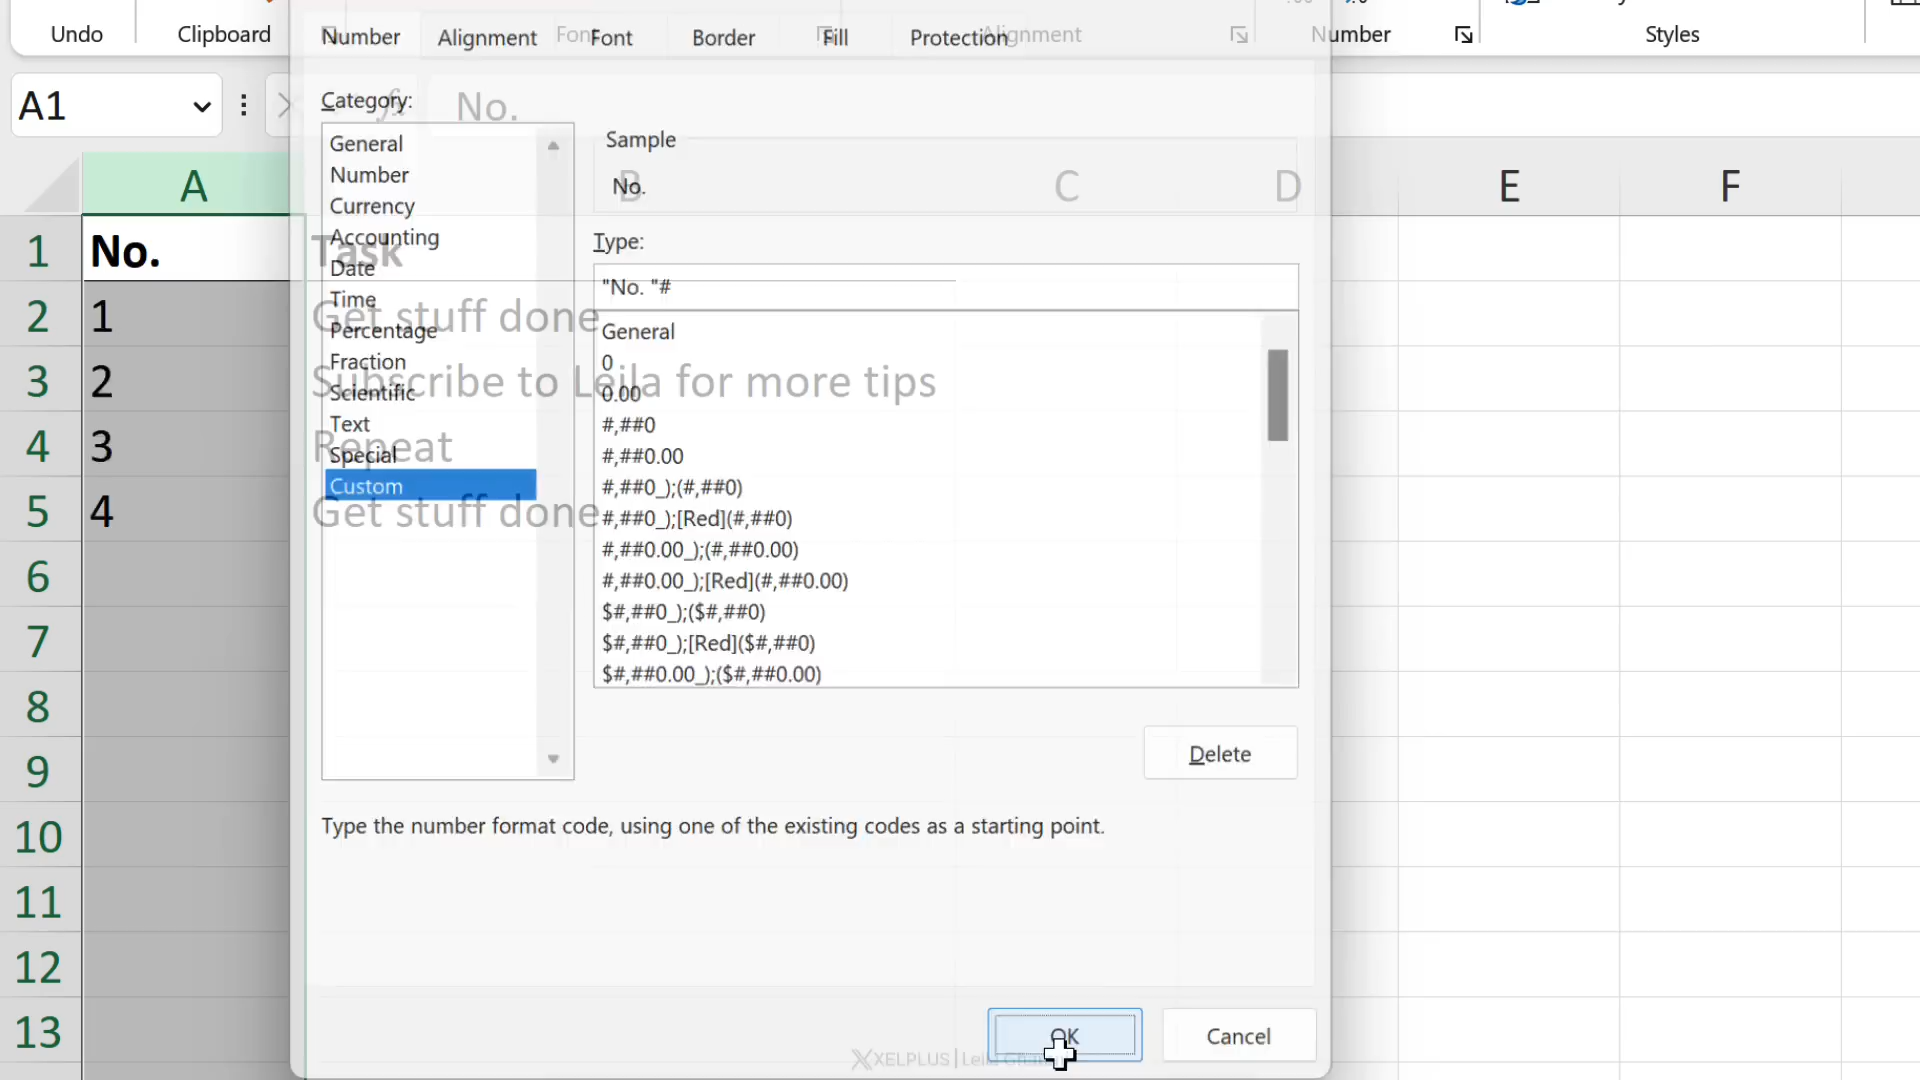 Undo
Clipboard
Font
Alignment
Number
Styles
Number
Alignment
Font
Border
Fill
Protection
A1
fx
No.
Category:
General
Number
Currency
Accounting
Date
Time
Percentage
Fraction
Scientific
Text
Special
Custom
Sample
No.
Type:
"No. "#
General
0
0.00
#,##0
#,##0.00
#,##0_);(#,##0)
#,##0_);[Red](#,##0)
#,##0.00_);(#,##0.00)
#,##0.00_);[Red](#,##0.00)
$#,##0_);($#,##0)
$#,##0_);[Red]($#,##0)
$#,##0.00_);($#,##0.00)
Delete
Type the number format code, using one of the existing codes as a starting point.
OK
Cancel
A B C D E F
1 No. Task
2 1 Get stuff done
3 2 Subscribe to Leila for more tips
4 3 Repeat
5 4 Get stuff done
6
7
8
9
10
11
12
13
XELPLUS | Leila